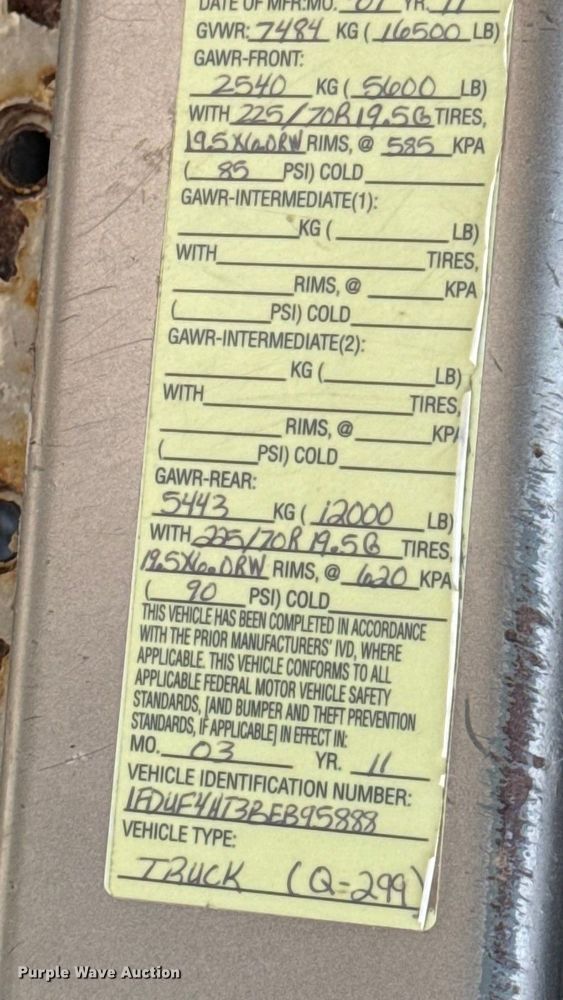 DATE OF MFR:MO. 07 YR. 11
GVWR: 7484 KG ( 16500 LB)
GAWR-FRONT:
2540 KG ( 5600 LB)
WITH 225/70R19.5G TIRES,
19.5X6.0RW RIMS, @ 585 KPA
( 85 PSI) COLD
GAWR-INTERMEDIATE(1):
KG ( LB)
WITH TIRES,
RIMS, @ KPA
( PSI) COLD
GAWR-INTERMEDIATE(2):
KG ( LB)
WITH TIRES,
RIMS, @ KPA
( PSI) COLD
GAWR-REAR:
5443 KG ( 12000 LB)
WITH 225/70R19.5G TIRES,
19.5X6.0RW RIMS, @ 620 KPA
( 90 PSI) COLD
THIS VEHICLE HAS BEEN COMPLETED IN ACCORDANCE
WITH THE PRIOR MANUFACTURERS' IVD, WHERE
APPLICABLE. THIS VEHICLE CONFORMS TO ALL
APPLICABLE FEDERAL MOTOR VEHICLE SAFETY
STANDARDS, [AND BUMPER AND THEFT PREVENTION
STANDARDS, IF APPLICABLE] IN EFFECT IN:
MO. 03 YR. 11
VEHICLE IDENTIFICATION NUMBER:
1FDUF4HT3BEB95888
VEHICLE TYPE:
TRUCK (Q-299)
Purple Wave Auction